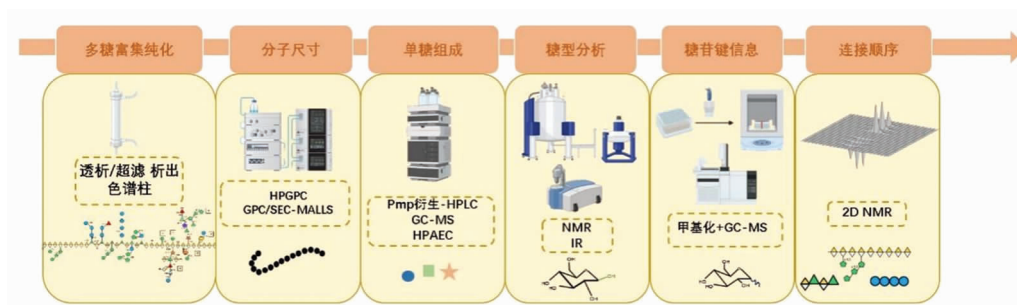 多糖富集纯化
分子尺寸
单糖组成
糖型分析
糖苷键信息
连接顺序
透析/超滤 析出
色谱柱
HPGPC
GPC/SEC-MALLS
Pmp衍生-HPLC
GC-MS
HPAEC
NMR
IR
甲基化+GC-MS
2D NMR